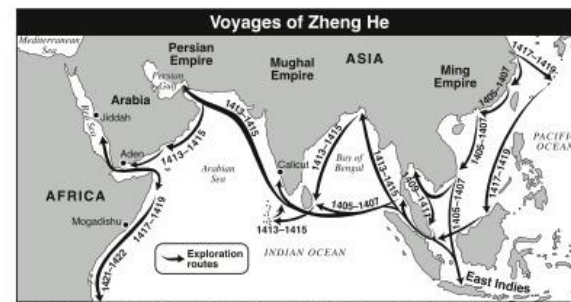 Voyages of Zheng He
Mediterranean
Sea
Persian
Empire
Persian
Gulf
Mughal
Empire
ASIA
Ming
Empire
1417–1419
1405–1407
Arabia
Red Sea
Jiddah
Aden
1413–1415
1413–1415
Arabian
Sea
Calicut
1413–1415
Bay of
Bengal
1413–1415
1409–1411
1405–1407
1405–1407
1417–1419
PACIFIC
OCEAN
AFRICA
Mogadishu
1417–1419
1421–1422
1405–1407
1413–1415
INDIAN OCEAN
East Indies
Exploration
routes